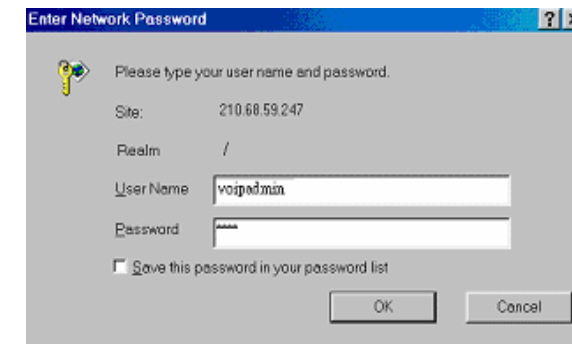 Enter Network Password
Please type your user name and password.
Site: 210.68.59.247
Realm /
User Name voipadmin
Password ****
Save this password in your password list
OK Cancel